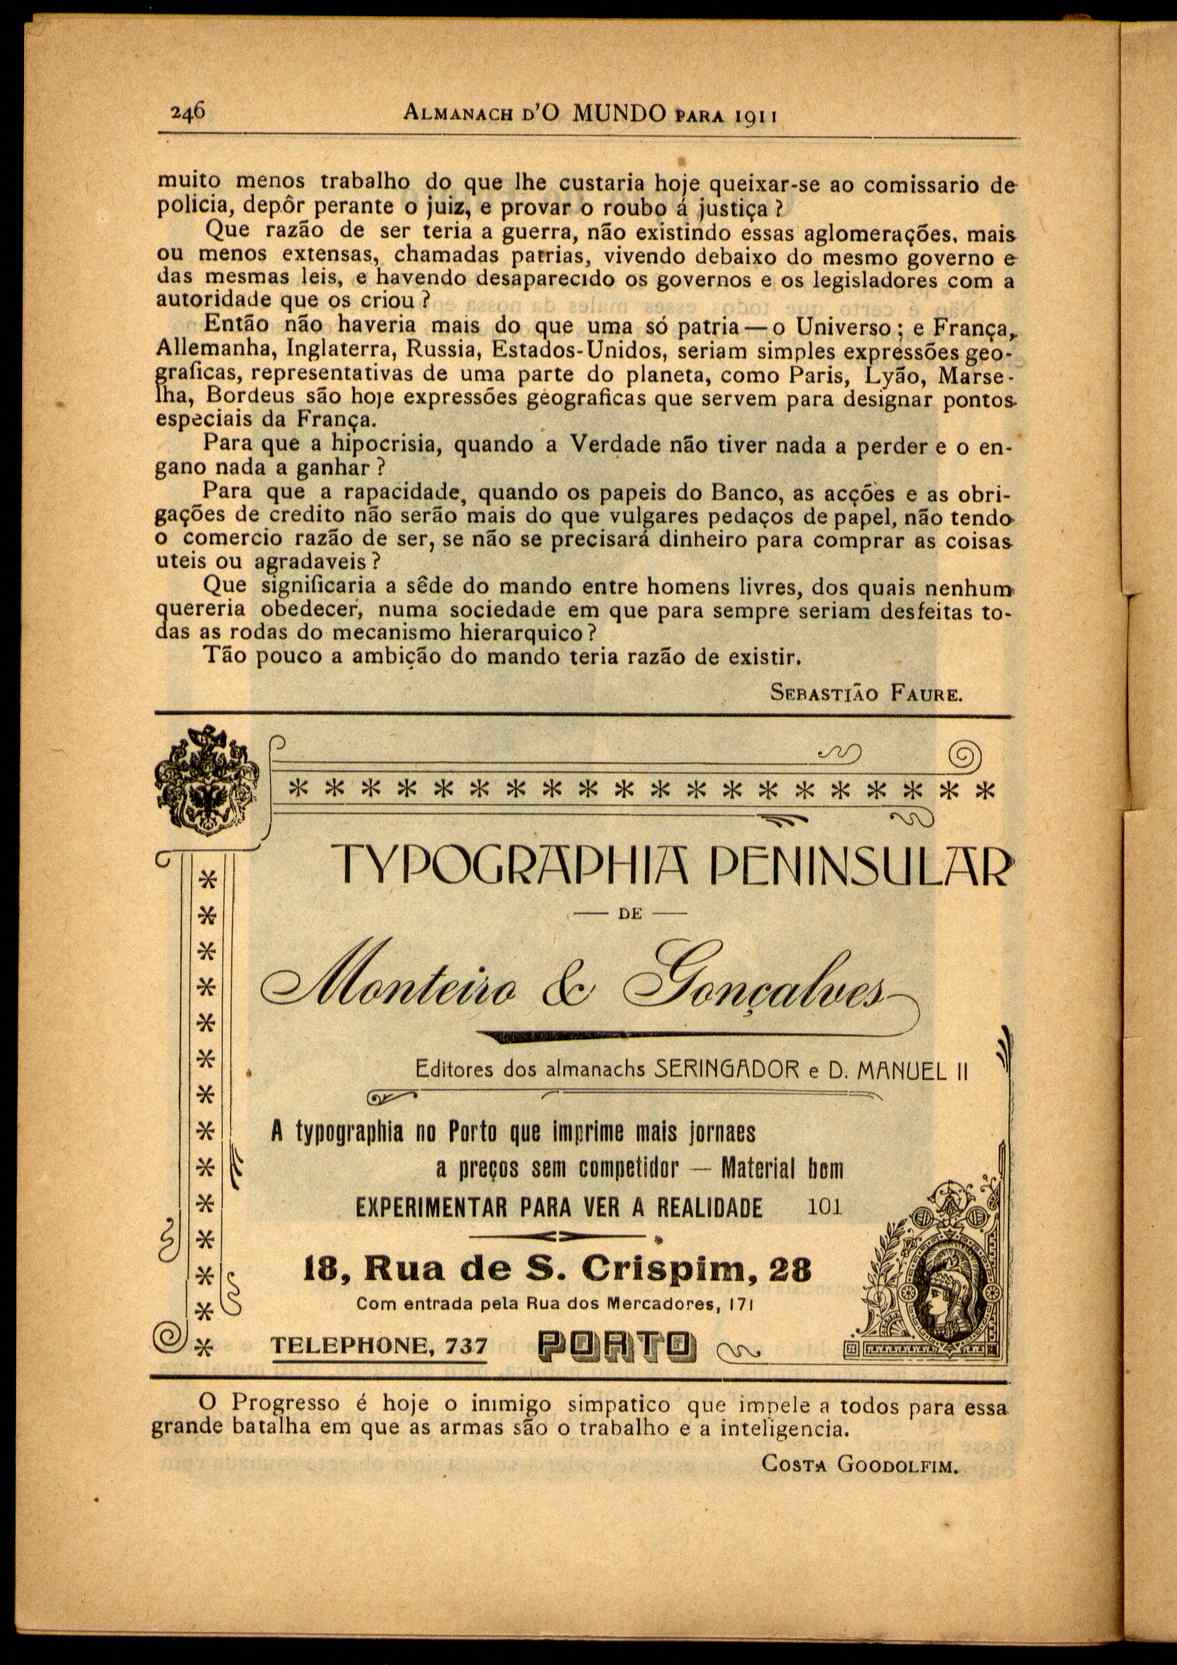 246
ALMANACH D'O MUNDO PARA 1911
muito menos trabalho do que lhe custaria hoje queixar-se ao comissario de
policia, depôr perante o juiz, e provar o roubo á justiça ?
Que razão de ser teria a guerra, não existindo essas aglomerações, mais
ou menos extensas, chamadas patrias, vivendo debaixo do mesmo governo e
das mesmas leis, e havendo desaparecido os governos e os legisladores com a
autoridade que os criou ?
Então não haveria mais do que uma só patria — o Universo ; e França,
Allemanha, Inglaterra, Russia, Estados-Unidos, seriam simples expressões geo-
graficas, representativas de uma parte do planeta, como Paris, Lyão, Marse-
lha, Bordeus são hoje expressões geograficas que servem para designar pontos
especiais da França.
Para que a hipocrisia, quando a Verdade não tiver nada a perder e o en-
gano nada a ganhar ?
Para que a rapacidade, quando os papeis do Banco, as acções e as obri-
gações de credito não serão mais do que vulgares pedaços de papel, não tendo
o comercio razão de ser, se não se precisará dinheiro para comprar as coisas
uteis ou agradaveis ?
Que significaria a sêde do mando entre homens livres, dos quais nenhum
quereria obedecer, numa sociedade em que para sempre seriam desfeitas to-
das as rodas do mecanismo hierarquico ?
Tão pouco a ambição do mando teria razão de existir.
SEBASTIÃO FAURE.
TYPOGRAPHIA PENINSULAR
— DE —
Monteiro & Gonçalves
Editores dos almanachs SERINGADOR e D. MANUEL II
A typographia no Porto que imprime mais jornaes
a preços sem competidor — Material bom
EXPERIMENTAR PARA VER A REALIDADE 101
18, Rua de S. Crispim, 28
Com entrada pela Rua dos Mercadores, 171
TELEPHONE, 737 PORTO
O Progresso é hoje o inimigo simpatico que impele a todos para essa
grande batalha em que as armas são o trabalho e a inteligencia.
COSTA GOODOLFIM.